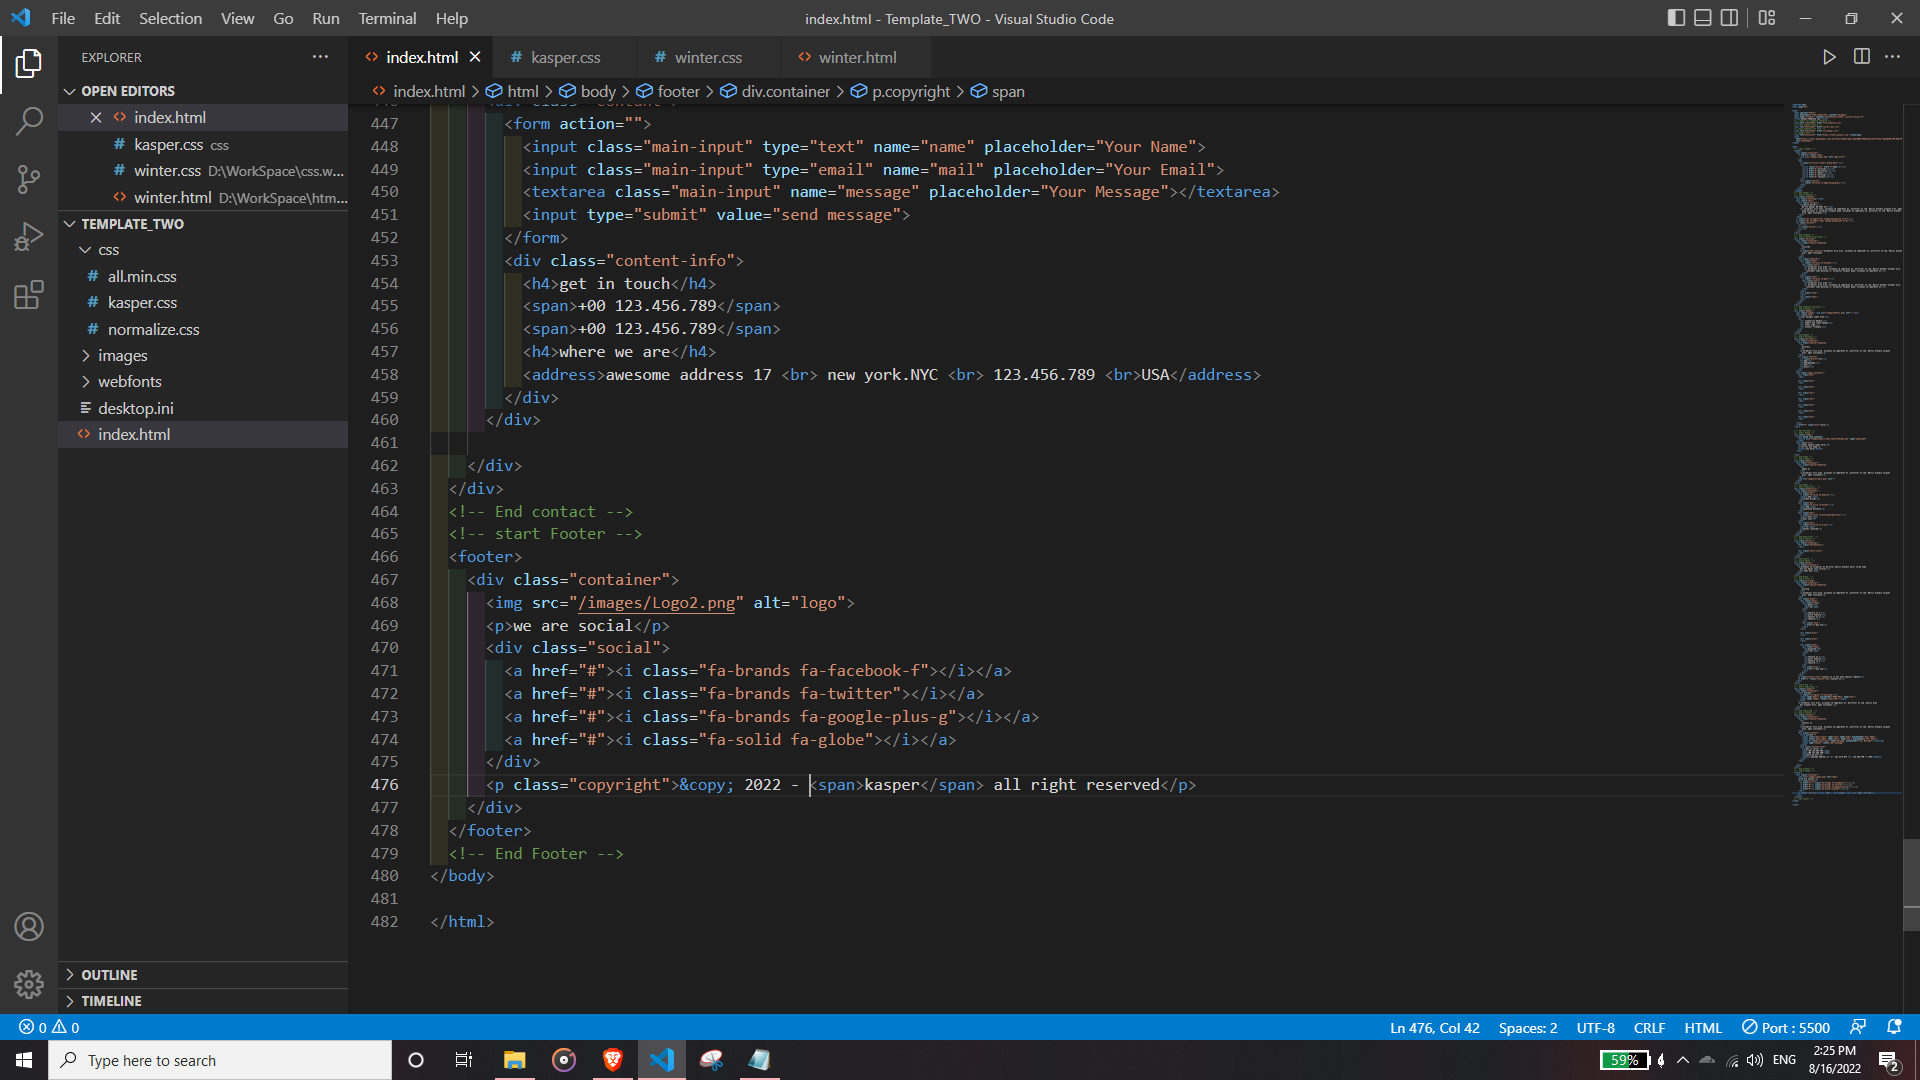 File Edit Selection View Go Run Terminal Help
index.html - Template_TWO - Visual Studio Code
EXPLORER
index.html
kasper.css
winter.css
winter.html
index.html > html > body > footer > div.container > p.copyright > span
OPEN EDITORS
index.html
kasper.css css
winter.css D:\WorkSpace\css.w...
winter.html D:\WorkSpace\htm...
TEMPLATE_TWO
css
all.min.css
kasper.css
normalize.css
images
webfonts
desktop.ini
index.html
OUTLINE
TIMELINE
447 <form action="">
448 <input class="main-input" type="text" name="name" placeholder="Your Name">
449 <input class="main-input" type="email" name="mail" placeholder="Your Email">
450 <textarea class="main-input" name="message" placeholder="Your Message"></textarea>
451 <input type="submit" value="send message">
452 </form>
453 <div class="content-info">
454 <h4>get in touch</h4>
455 <span>+00 123.456.789</span>
456 <span>+00 123.456.789</span>
457 <h4>where we are</h4>
458 <address>awesome address 17 <br> new york.NYC <br> 123.456.789 <br>USA</address>
459 </div>
460 </div>
461
462 </div>
463 </div>
464 <!-- End contact -->
465 <!-- start Footer -->
466 <footer>
467 <div class="container">
468 <img src="/images/Logo2.png" alt="logo">
469 <p>we are social</p>
470 <div class="social">
471 <a href="#"><i class="fa-brands fa-facebook-f"></i></a>
472 <a href="#"><i class="fa-brands fa-twitter"></i></a>
473 <a href="#"><i class="fa-brands fa-google-plus-g"></i></a>
474 <a href="#"><i class="fa-solid fa-globe"></i></a>
475 </div>
476 <p class="copyright">&copy; 2022 - <span>kasper</span> all right reserved</p>
477 </div>
478 </footer>
479 <!-- End Footer -->
480 </body>
481
482 </html>
0 0
Ln 476, Col 42 Spaces: 2 UTF-8 CRLF HTML Port : 5500
Type here to search
59%
ENG
2:25 PM
8/16/2022
2